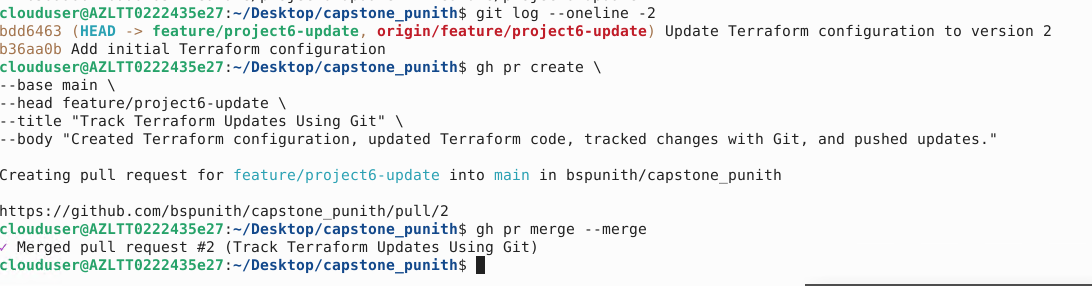 clouduser@AZLTT0222435e27:~/Desktop/capstone_punith$ git log --oneline -2
bdd6463 (HEAD -> feature/project6-update, origin/feature/project6-update) Update Terraform configuration to version 2
b36aa0b Add initial Terraform configuration
clouduser@AZLTT0222435e27:~/Desktop/capstone_punith$ gh pr create \
--base main \
--head feature/project6-update \
--title "Track Terraform Updates Using Git" \
--body "Created Terraform configuration, updated Terraform code, tracked changes with Git, and pushed updates."
Creating pull request for feature/project6-update into main in bspunith/capstone_punith
https://github.com/bspunith/capstone_punith/pull/2
clouduser@AZLTT0222435e27:~/Desktop/capstone_punith$ gh pr merge --merge
✓ Merged pull request #2 (Track Terraform Updates Using Git)
clouduser@AZLTT0222435e27:~/Desktop/capstone_punith$